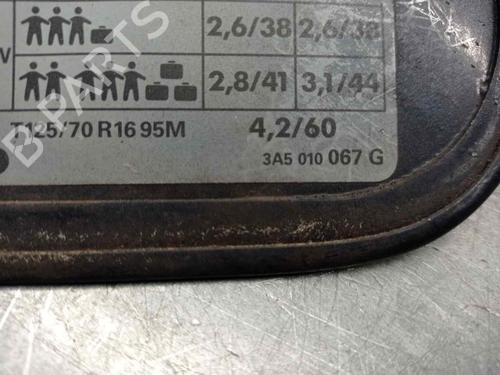 2,6/38 2,6/38
V
2,8/41 3,1/44
T125/70 R16 95M 4,2/60
3A5 010 067 G
B PARTS